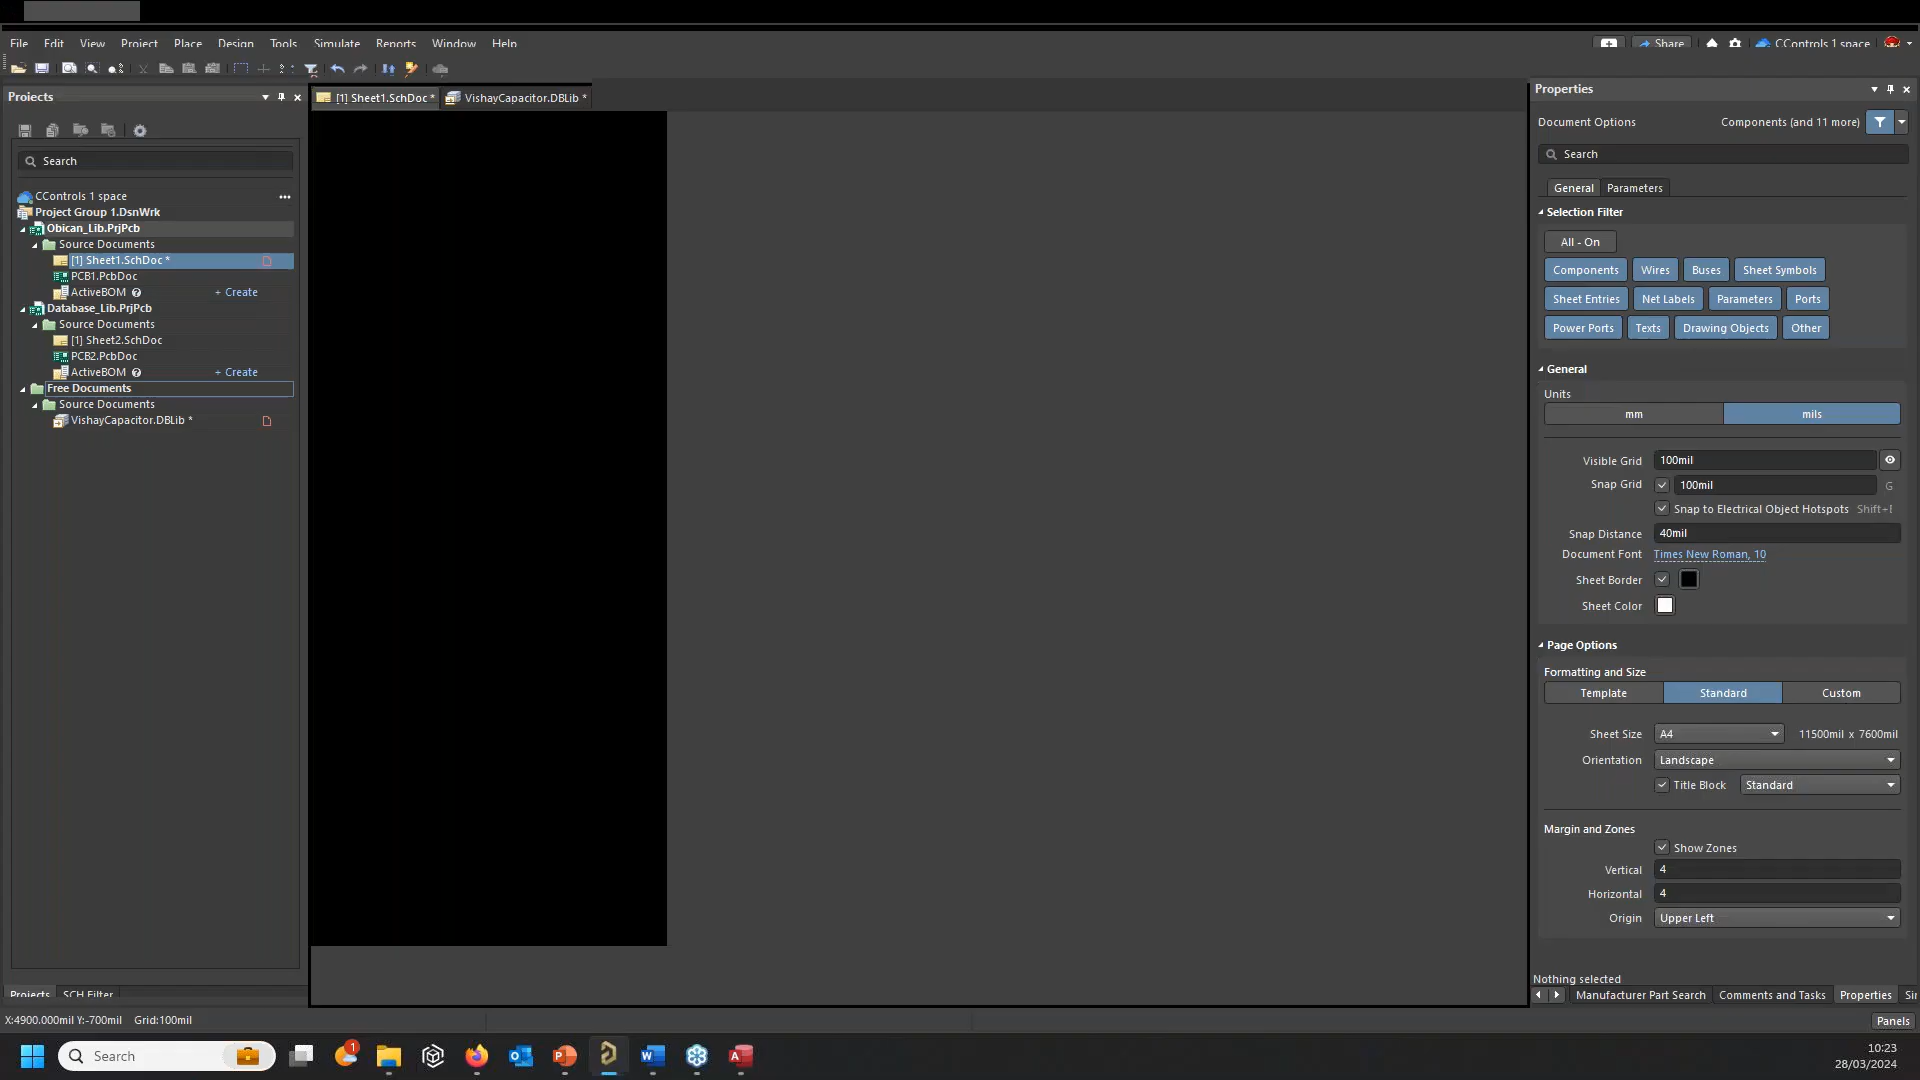 File Edit View Project Place Design Tools Simulate Reports Window Help
Share
CControls 1 space
Projects
[1] Sheet1.SchDoc *
VishayCapacitor.DBLib *
Search
CControls 1 space
Project Group 1.DsnWrk
Obican_Lib.PrjPcb
Source Documents
[1] Sheet1.SchDoc *
PCB1.PcbDoc
ActiveBOM
+ Create
Database_Lib.PrjPcb
Source Documents
[1] Sheet2.SchDoc
PCB2.PcbDoc
ActiveBOM
+ Create
Free Documents
Source Documents
VishayCapacitor.DBLib *
Projects SCH Filter
X:4900.000mil Y:-700mil Grid:100mil
Properties
Document Options Components (and 11 more)
Search
General Parameters
Selection Filter
All - On
Components Wires Buses Sheet Symbols
Sheet Entries Net Labels Parameters Ports
Power Ports Texts Drawing Objects Other
General
Units
mm mils
Visible Grid 100mil
Snap Grid 100mil G
Snap to Electrical Object Hotspots Shift+E
Snap Distance 40mil
Document Font Times New Roman, 10
Sheet Border
Sheet Color
Page Options
Formatting and Size
Template Standard Custom
Sheet Size A4 11500mil x 7600mil
Orientation Landscape
Title Block Standard
Margin and Zones
Show Zones
Vertical 4
Horizontal 4
Origin Upper Left
Nothing selected
Manufacturer Part Search Comments and Tasks Properties
Panels
Search
1
10:23
28/03/2024